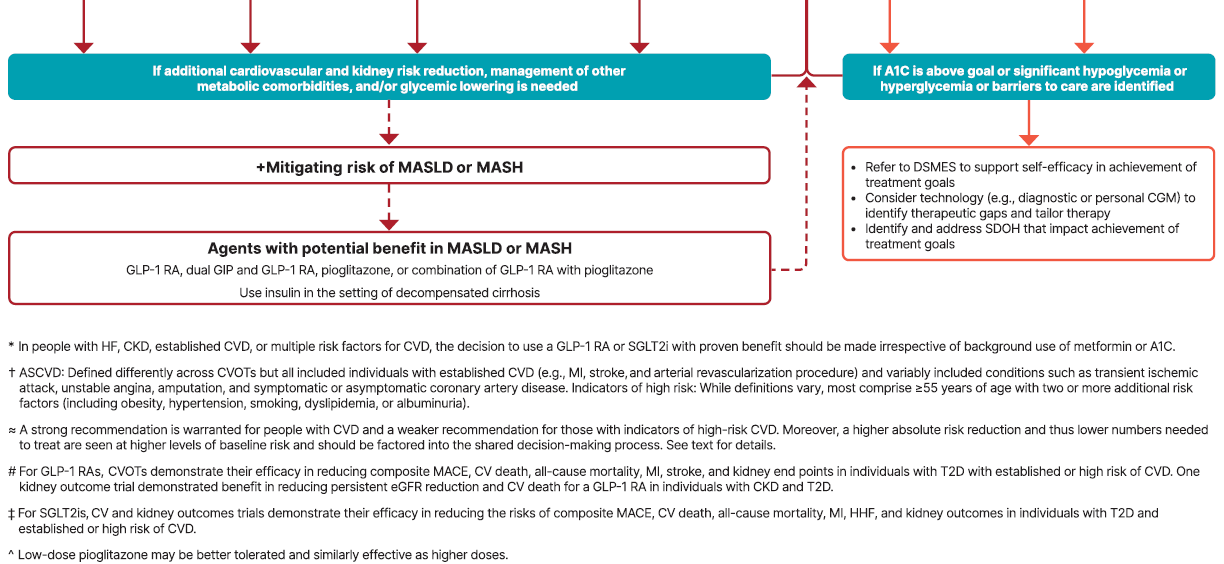 If additional cardiovascular and kidney risk reduction, management of other
metabolic comorbidities, and/or glycemic lowering is needed
+Mitigating risk of MASLD or MASH
Agents with potential benefit in MASLD or MASH
GLP-1 RA, dual GIP and GLP-1 RA, pioglitazone, or combination of GLP-1 RA with pioglitazone
Use insulin in the setting of decompensated cirrhosis
If A1C is above goal or significant hypoglycemia or
hyperglycemia or barriers to care are identified
• Refer to DSMES to support self-efficacy in achievement of
treatment goals
• Consider technology (e.g., diagnostic or personal CGM) to
identify therapeutic gaps and tailor therapy
• Identify and address SDOH that impact achievement of
treatment goals
* In people with HF, CKD, established CVD, or multiple risk factors for CVD, the decision to use a GLP-1 RA or SGLT2i with proven benefit should be made irrespective of background use of metformin or A1C.
† ASCVD: Defined differently across CVOTs but all included individuals with established CVD (e.g., MI, stroke, and arterial revascularization procedure) and variably included conditions such as transient ischemic
attack, unstable angina, amputation, and symptomatic or asymptomatic coronary artery disease. Indicators of high risk: While definitions vary, most comprise ≥55 years of age with two or more additional risk
factors (including obesity, hypertension, smoking, dyslipidemia, or albuminuria).
≈ A strong recommendation is warranted for people with CVD and a weaker recommendation for those with indicators of high-risk CVD. Moreover, a higher absolute risk reduction and thus lower numbers needed
to treat are seen at higher levels of baseline risk and should be factored into the shared decision-making process. See text for details.
# For GLP-1 RAs, CVOTs demonstrate their efficacy in reducing composite MACE, CV death, all-cause mortality, MI, stroke, and kidney end points in individuals with T2D with established or high risk of CVD. One
kidney outcome trial demonstrated benefit in reducing persistent eGFR reduction and CV death for a GLP-1 RA in individuals with CKD and T2D.
‡ For SGLT2is, CV and kidney outcomes trials demonstrate their efficacy in reducing the risks of composite MACE, CV death, all-cause mortality, MI, HHF, and kidney outcomes in individuals with T2D and
established or high risk of CVD.
^ Low-dose pioglitazone may be better tolerated and similarly effective as higher doses.